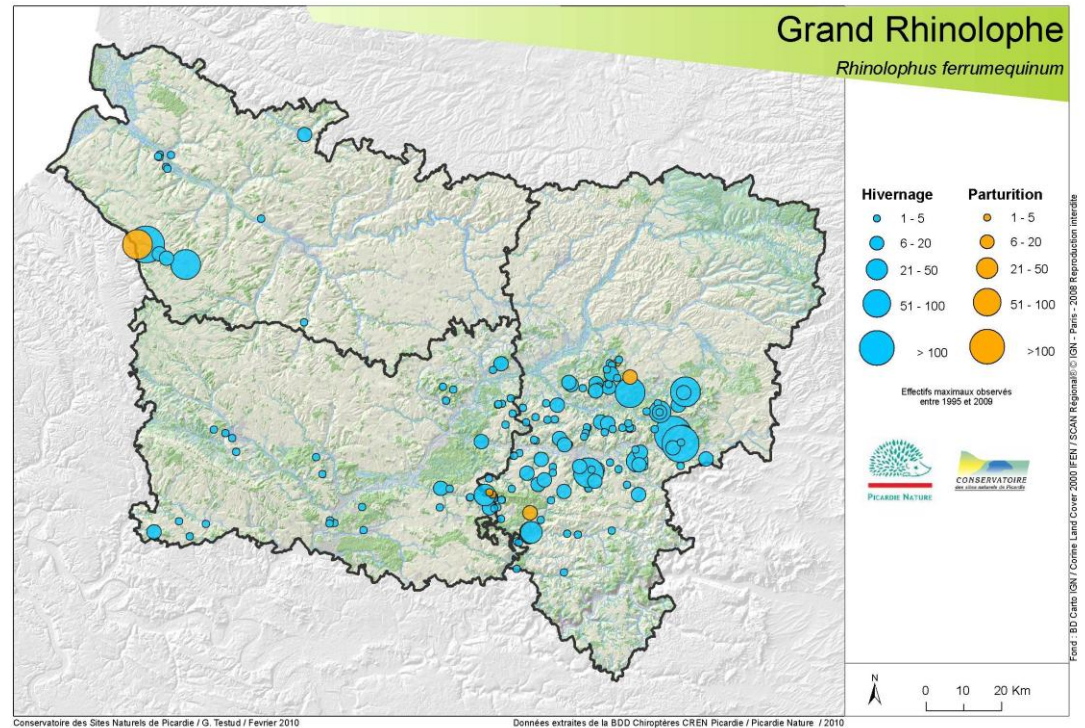 Grand Rhinolophe
Rhinolophus ferrumequinum
Hivernage
Parturition
1 - 5
1 - 5
6 - 20
6 - 20
21 - 50
21 - 50
51 - 100
51 - 100
> 100
>100
Effectifs maximaux observés
entre 1995 et 2009
PICARDIE NATURE
CONSERVATOIRE
des sites naturels de Picardie
N
0 10 20 Km
Fond : BD Carto IGN / Corine Land Cover 2000 IFEN / SCAN Régional® © IGN - Paris - 2008 Reproduction interdite
Conservatoire des Sites Naturels de Picardie / G. Testud / Fevrier 2010
Données extraites de la BDD Chiroptères CREN Picardie / Picardie Nature / 2010